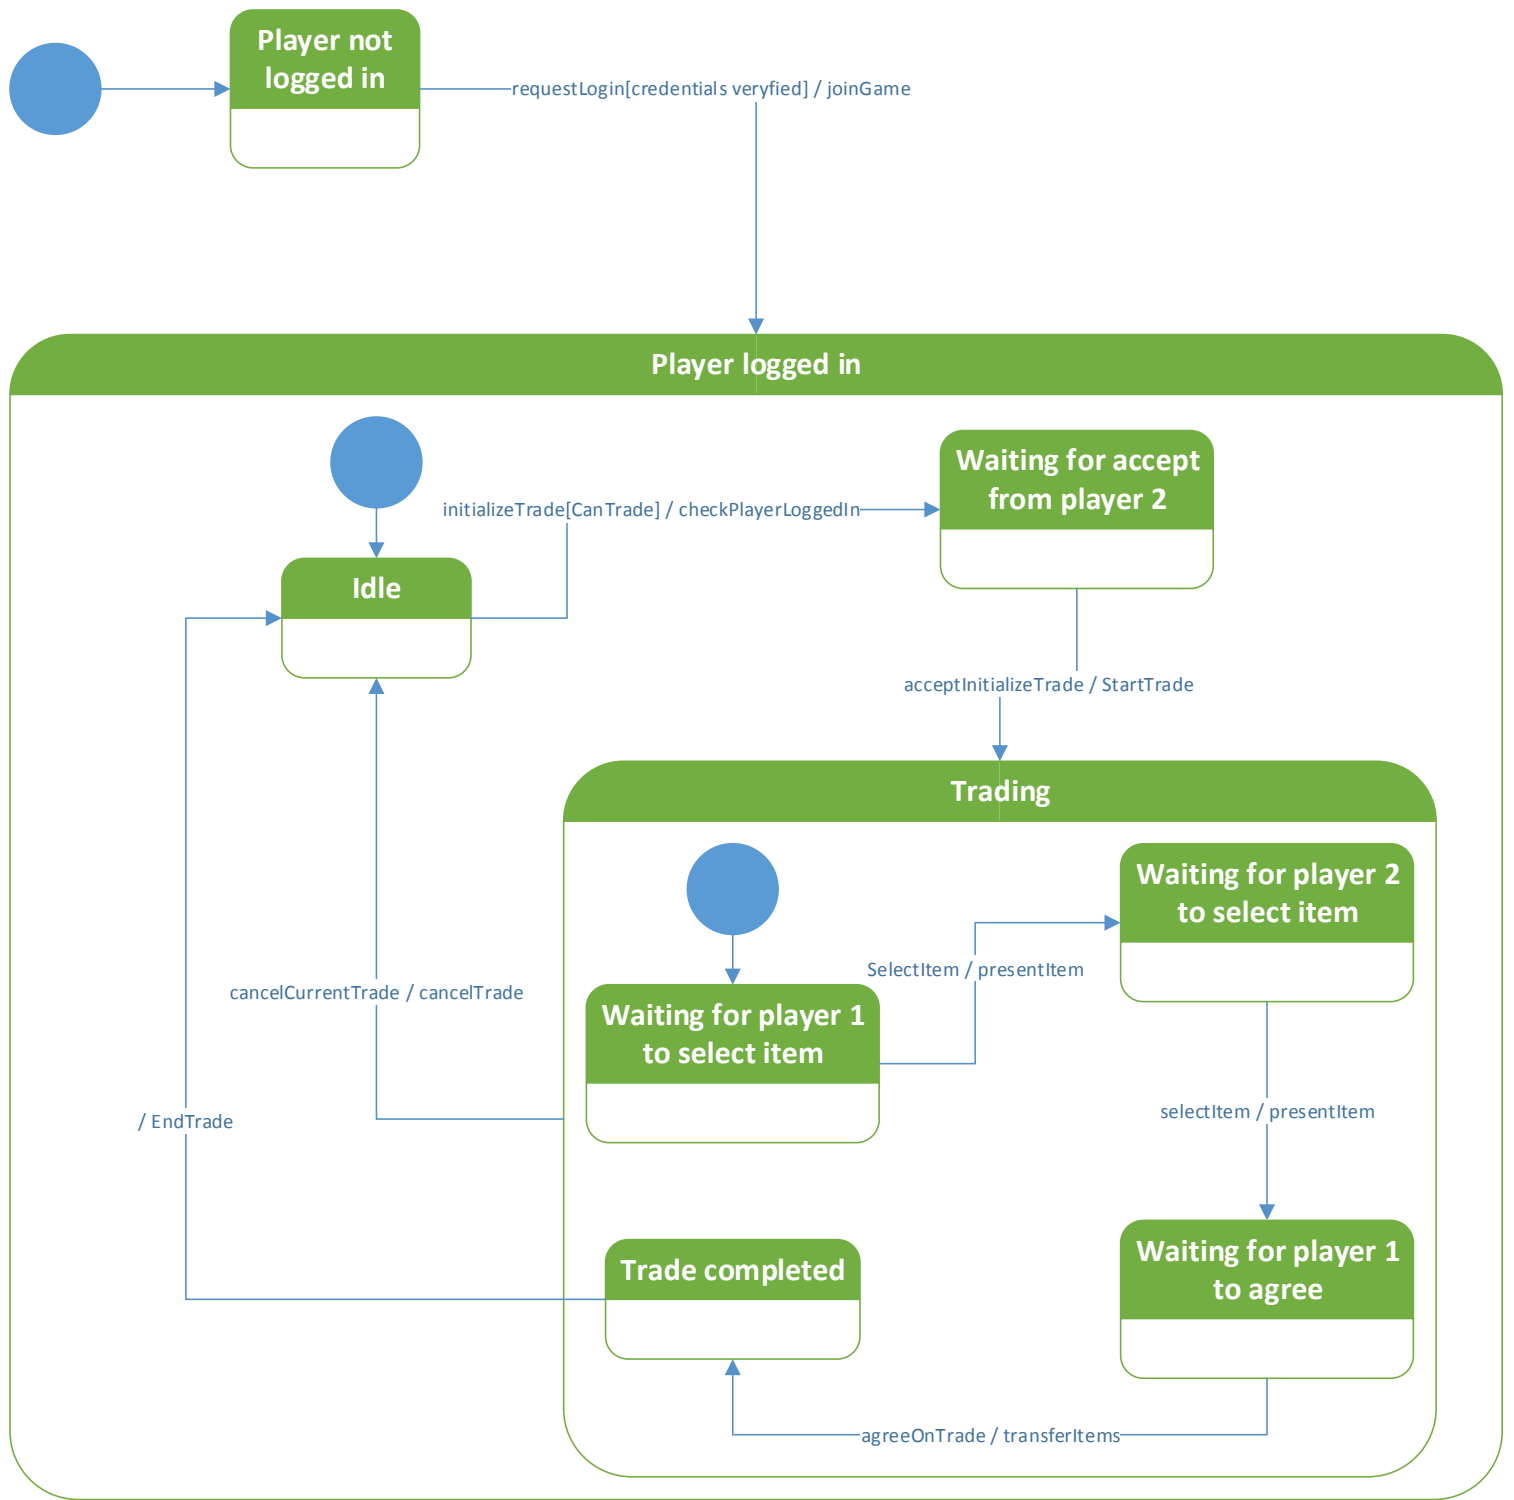 Player not
logged in
requestLogin[credentials veryfied] / joinGame
Player logged in
Waiting for accept
from player 2
initializeTrade[CanTrade] / checkPlayerLoggedIn
Idle
acceptInitializeTrade / StartTrade
Trading
Waiting for player 2
to select item
SelectItem / presentItem
cancelCurrentTrade / cancelTrade
Waiting for player 1
to select item
selectItem / presentItem
/ EndTrade
Waiting for player 1
to agree
Trade completed
agreeOnTrade / transferItems